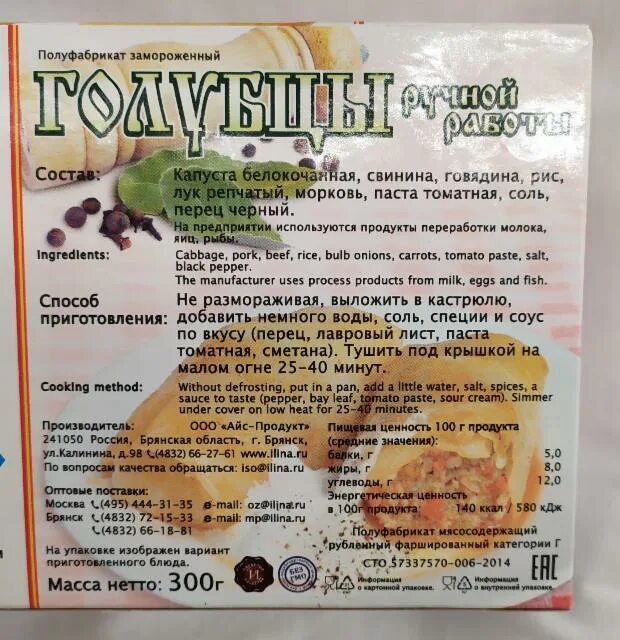 Полуфабрикат замороженный
ГОЛУБЦЫ ручной работы
Состав: Капуста белокочанная, свинина, говядина, рис,
лук репчатый, морковь, паста томатная, соль,
перец черный.
На предприятии используются продукты переработки молока,
яиц, рыбы.
Ingredients: Cabbage, pork, beef, rice, bulb onions, carrots, tomato paste, salt,
black pepper.
The manufacturer uses process products from milk, eggs and fish.
Способ приготовления: Не размораживая, выложить в кастрюлю,
добавить немного воды, соль, специи и соус
по вкусу (перец, лавровый лист, паста
томатная, сметана). Тушить под крышкой на
малом огне 25-40 минут.
Cooking method: Without defrosting, put in a pan, add a little water, salt, spices, a
sauce to taste (pepper, bay leaf, tomato paste, sour cream). Simmer
under cover on low heat for 25-40 minutes.
Производитель: ООО «Айс-Продукт»
241050 Россия, Брянская область, г. Брянск,
ул.Калинина, д.98 (4832) 66-27-61 www.ilina.ru
По вопросам качества обращаться: iso@ilina.ru
Оптовые поставки:
Москва (495) 444-31-35 e-mail: oz@ilina.ru
Брянск (4832) 72-15-33 e-mail: mp@ilina.ru
(4832) 66-18-81
На упаковке изображен вариант
приготовленного блюда.
Масса нетто: 300г
БЕЗ ГМО
Пищевая ценность 100 г продукта
(средние значения):
белки, г 5,0
жиры, г 8,0
углеводы, г 12,0
Энергетическая ценность
в 100г продукта: 140 ккал / 580 кДж
Полуфабрикат мясосодержащий
рубленный фаршированный категории Г
СТО 57337570-006-2014
EAC
Информация
о картонной упаковке.
Информация
о внутренней упаковке.